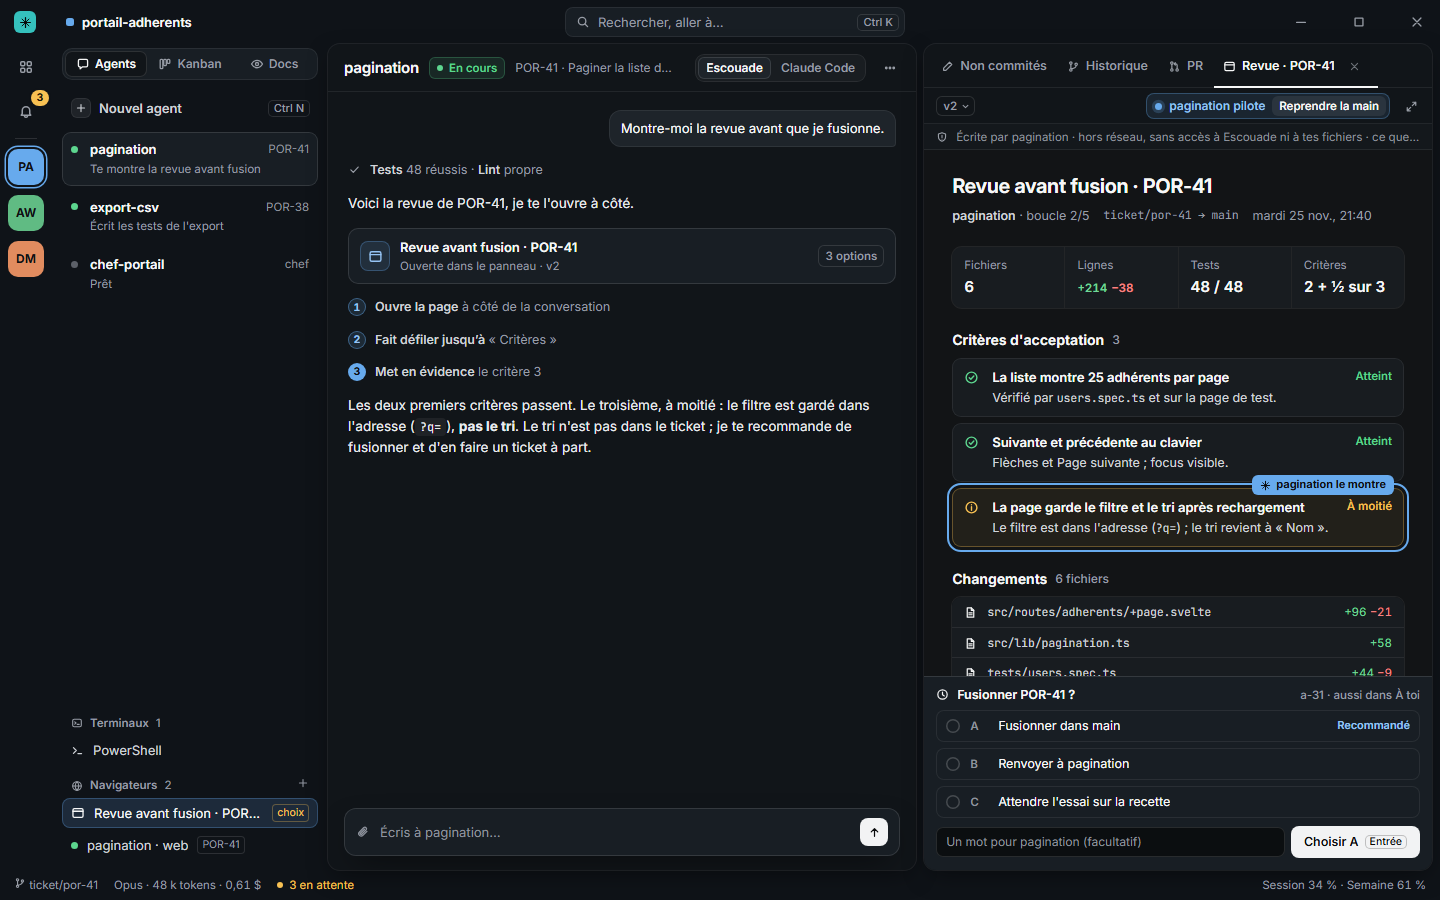 portail-adherents
Rechercher, aller à...
Ctrl K
Agents
Kanban
Docs
3
Nouvel agent
Ctrl N
PA
pagination
POR-41
Te montre la revue avant fusion
AW
export-csv
POR-38
Écrit les tests de l'export
DM
chef-portail
chef
Prêt
Terminaux 1
PowerShell
Navigateurs 2
Revue avant fusion · POR...
choix
pagination · web
POR-41
pagination
En cours
POR-41 · Paginer la liste d...
Escouade
Claude Code
Montre-moi la revue avant que je fusionne.
Tests 48 réussis · Lint propre
Voici la revue de POR-41, je te l'ouvre à côté.
Revue avant fusion · POR-41
Ouverte dans le panneau · v2
3 options
1 Ouvre la page à côté de la conversation
2 Fait défiler jusqu'à « Critères »
3 Met en évidence le critère 3
Les deux premiers critères passent. Le troisième, à moitié : le filtre est gardé dans
l'adresse ( ?q= ), pas le tri. Le tri n'est pas dans le ticket ; je te recommande de
fusionner et d'en faire un ticket à part.
Écris à pagination...
Non commités
Historique
PR
Revue · POR-41
v2
pagination pilote
Reprendre la main
Écrite par pagination · hors réseau, sans accès à Escouade ni à tes fichiers · ce que...
Revue avant fusion · POR-41
pagination · boucle 2/5 ticket/por-41 → main mardi 25 nov., 21:40
Fichiers
6
Lignes
+214 −38
Tests
48 / 48
Critères
2 + ½ sur 3
Critères d'acceptation 3
La liste montre 25 adhérents par page
Atteint
Vérifié par users.spec.ts et sur la page de test.
Suivante et précédente au clavier
Atteint
Flèches et Page suivante ; focus visible.
pagination le montre
La page garde le filtre et le tri après rechargement
À moitié
Le filtre est dans l'adresse (?q=) ; le tri revient à « Nom ».
Changements 6 fichiers
src/routes/adherents/+page.svelte +96 −21
src/lib/pagination.ts +58
tests/users.spec.ts +44 −9
Fusionner POR-41 ?
a-31 · aussi dans À toi
A Fusionner dans main
Recommandé
B Renvoyer à pagination
C Attendre l'essai sur la recette
Un mot pour pagination (facultatif)
Choisir A
Entrée
ticket/por-41
Opus · 48 k tokens · 0,61 $
3 en attente
Session 34 % · Semaine 61 %